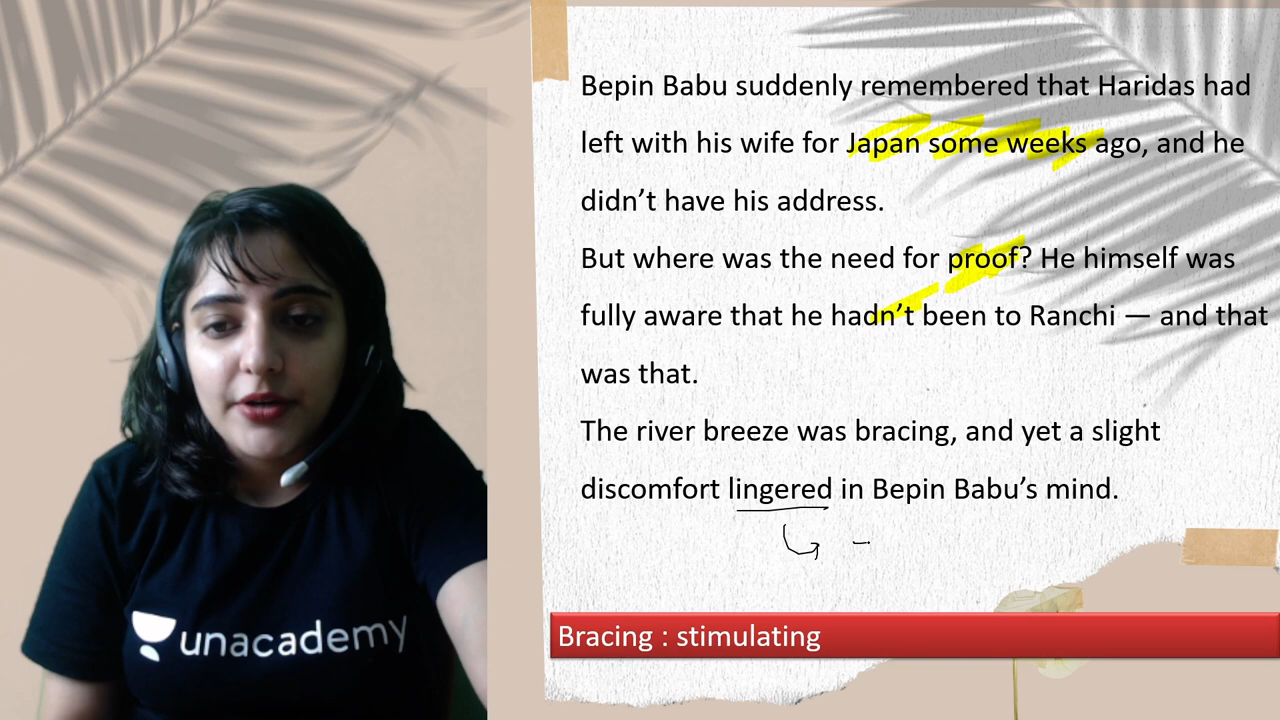 Bepin Babu suddenly remembered that Haridas had
left with his wife for Japan some weeks ago, and he
didn’t have his address.
But where was the need for proof? He himself was
fully aware that he hadn’t been to Ranchi — and that
was that.
The river breeze was bracing, and yet a slight
discomfort lingered in Bepin Babu’s mind.
Bracing : stimulating
unacademy